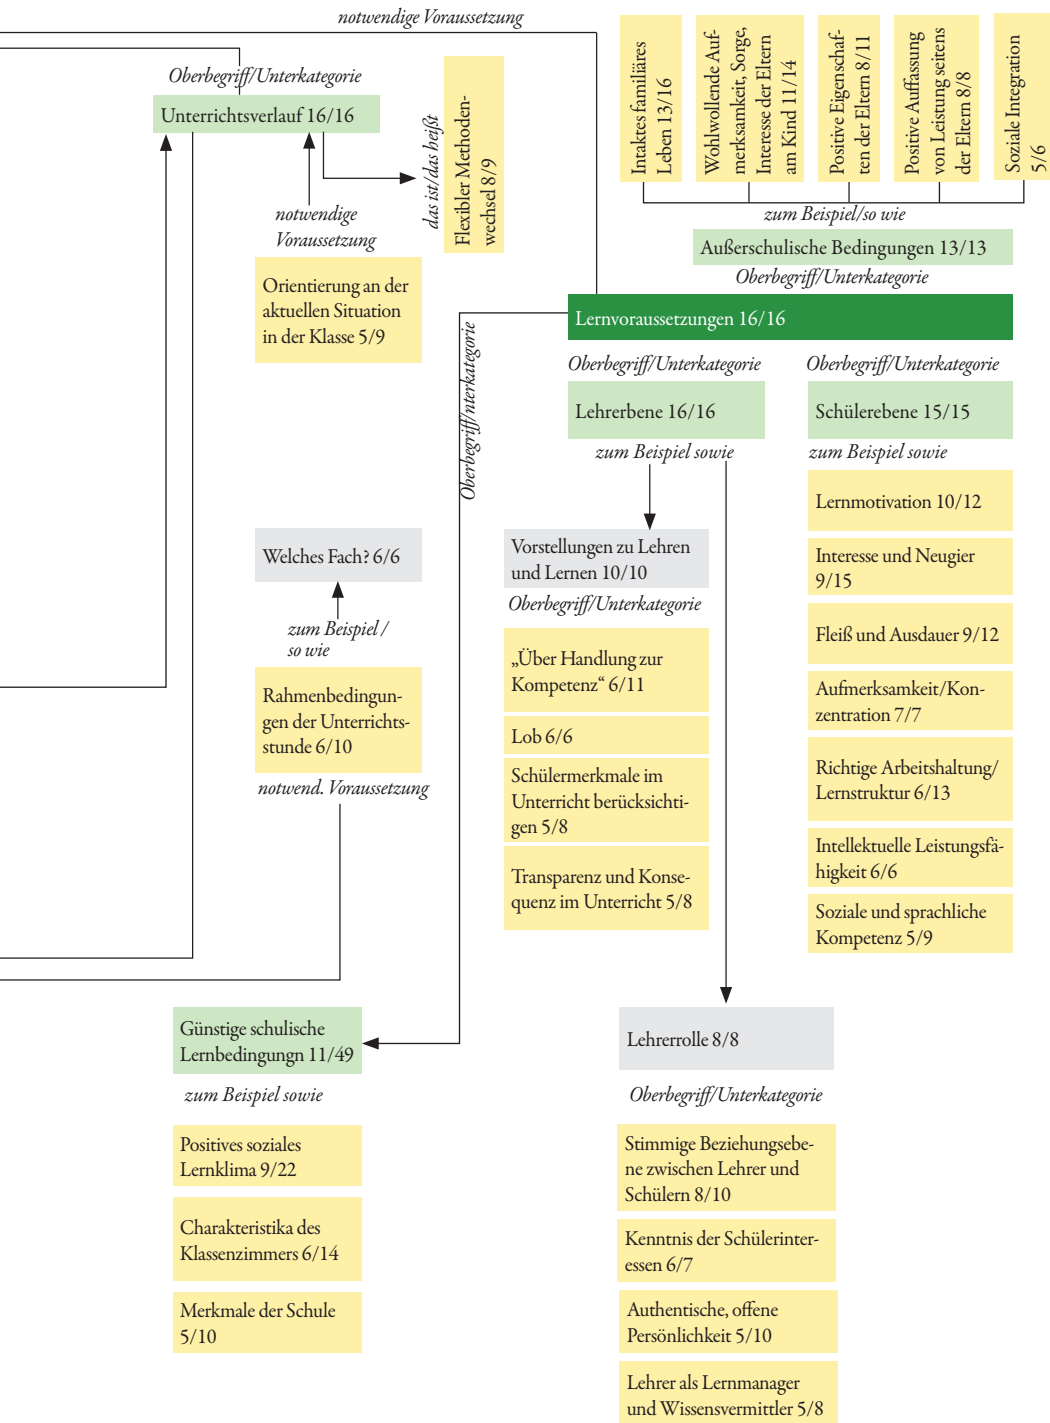 notwendige Voraussetzung
Oberbegriff/Unterkategorie
Unterrichtsverlauf 16/16
das ist/das heißt
Flexibler Methoden-
wechsel 8/9
notwendige
Voraussetzung
Orientierung an der
aktuellen Situation
in der Klasse 5/9
Intaktes familiäres
Leben 13/16
Wohlwollende Auf-
merksamkeit, Sorge,
Interesse der Eltern
am Kind 11/14
Positive Eigenschaf-
ten der Eltern 8/11
Positive Auffassung
von Leistung seitens
der Eltern 8/8
Soziale Integration
5/6
zum Beispiel/so wie
Außerschulische Bedingungen 13/13
Oberbegriff/Unterkategorie
Lernvoraussetzungen 16/16
Oberbegriff/nterkategorie
Oberbegriff/Unterkategorie
Lehrerbene 16/16
zum Beispiel sowie
Oberbegriff/Unterkategorie
Schülerebene 15/15
zum Beispiel sowie
Lernmotivation 10/12
Interesse und Neugier
9/15
Fleiß und Ausdauer 9/12
Aufmerksamkeit/Kon-
zentration 7/7
Richtige Arbeitshaltung/
Lernstruktur 6/13
Intellektuelle Leistungsfä-
higkeit 6/6
Soziale und sprachliche
Kompetenz 5/9
Welches Fach? 6/6
zum Beispiel /
so wie
Rahmenbedingun-
gen der Unterrichts-
stunde 6/10
notwend. Voraussetzung
Vorstellungen zu Lehren
und Lernen 10/10
Oberbegriff/Unterkategorie
„Über Handlung zur
Kompetenz“ 6/11
Lob 6/6
Schülermerkmale im
Unterricht berücksichti-
gen 5/8
Transparenz und Konse-
quenz im Unterricht 5/8
Günstige schulische
Lernbedingungn 11/49
zum Beispiel sowie
Positives soziales
Lernklima 9/22
Charakteristika des
Klassenzimmers 6/14
Merkmale der Schule
5/10
Lehrerrolle 8/8
Oberbegriff/Unterkategorie
Stimmige Beziehungsebe-
ne zwischen Lehrer und
Schülern 8/10
Kenntnis der Schülerinter-
essen 6/7
Authentische, offene
Persönlichkeit 5/10
Lehrer als Lernmanager
und Wissensvermittler 5/8